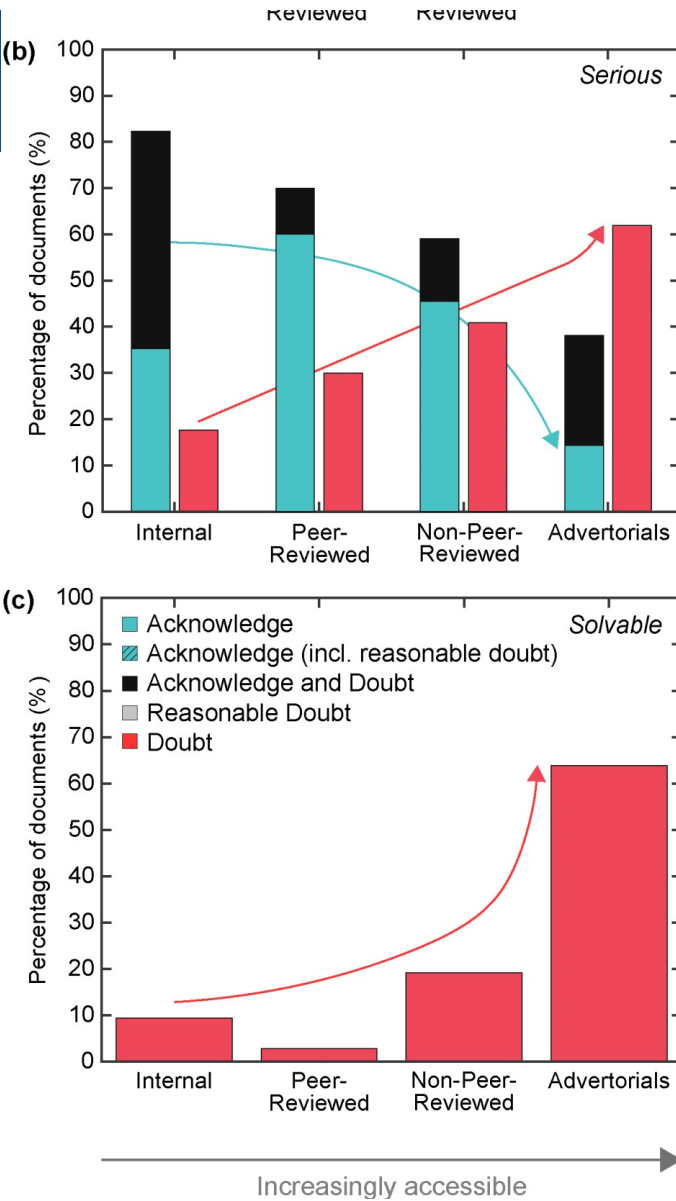 Reviewed Reviewed
(b)
Serious
Percentage of documents (%)
100
90
80
70
60
50
40
30
20
10
0
Internal Peer- Non-Peer- Advertorials
Reviewed Reviewed
(c)
Solvable
Percentage of documents (%)
100
90
80
70
60
50
40
30
20
10
0
Acknowledge
Acknowledge (incl. reasonable doubt)
Acknowledge and Doubt
Reasonable Doubt
Doubt
Internal Peer- Non-Peer- Advertorials
Reviewed Reviewed
Increasingly accessible